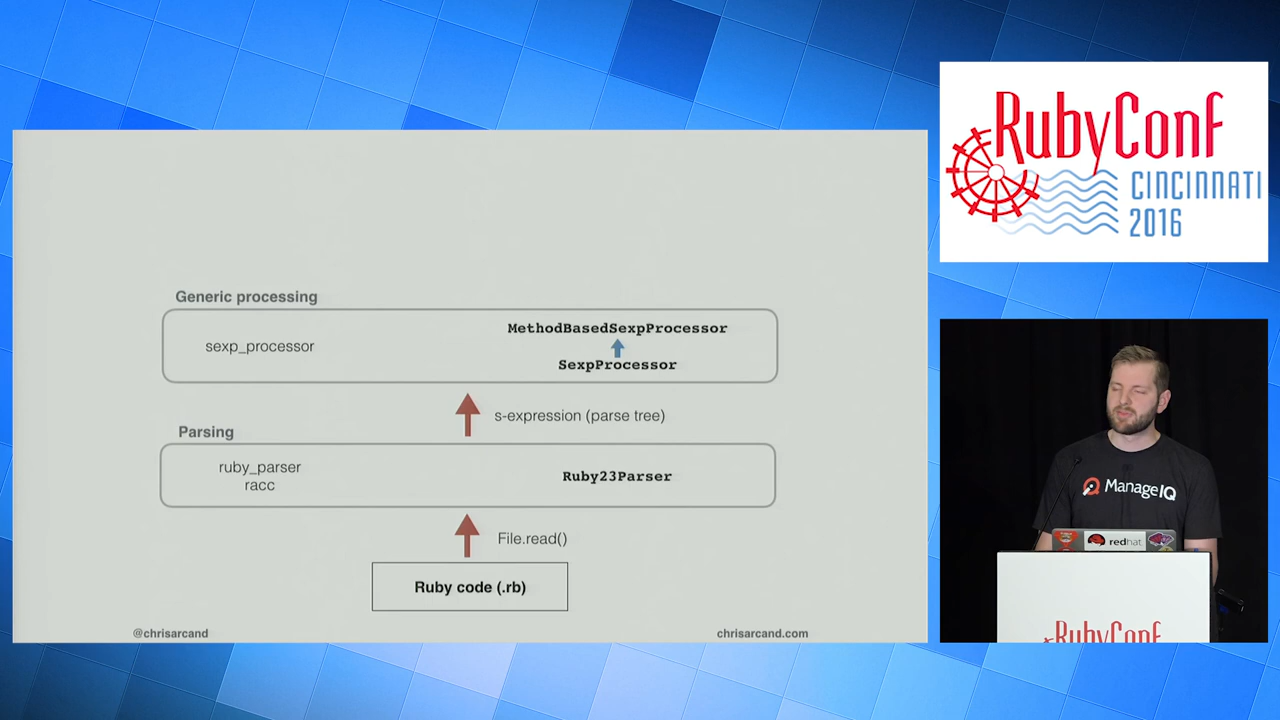 RubyConf
CINCINNATI
2016
Generic processing
sexp_processor
MethodBasedSexpProcessor
SexpProcessor
s-expression (parse tree)
Parsing
ruby_parser
racc
Ruby23Parser
File.read()
Ruby code (.rb)
@chrisarcand
chrisarcand.com
ManageIQ
redhat.
RubyConf